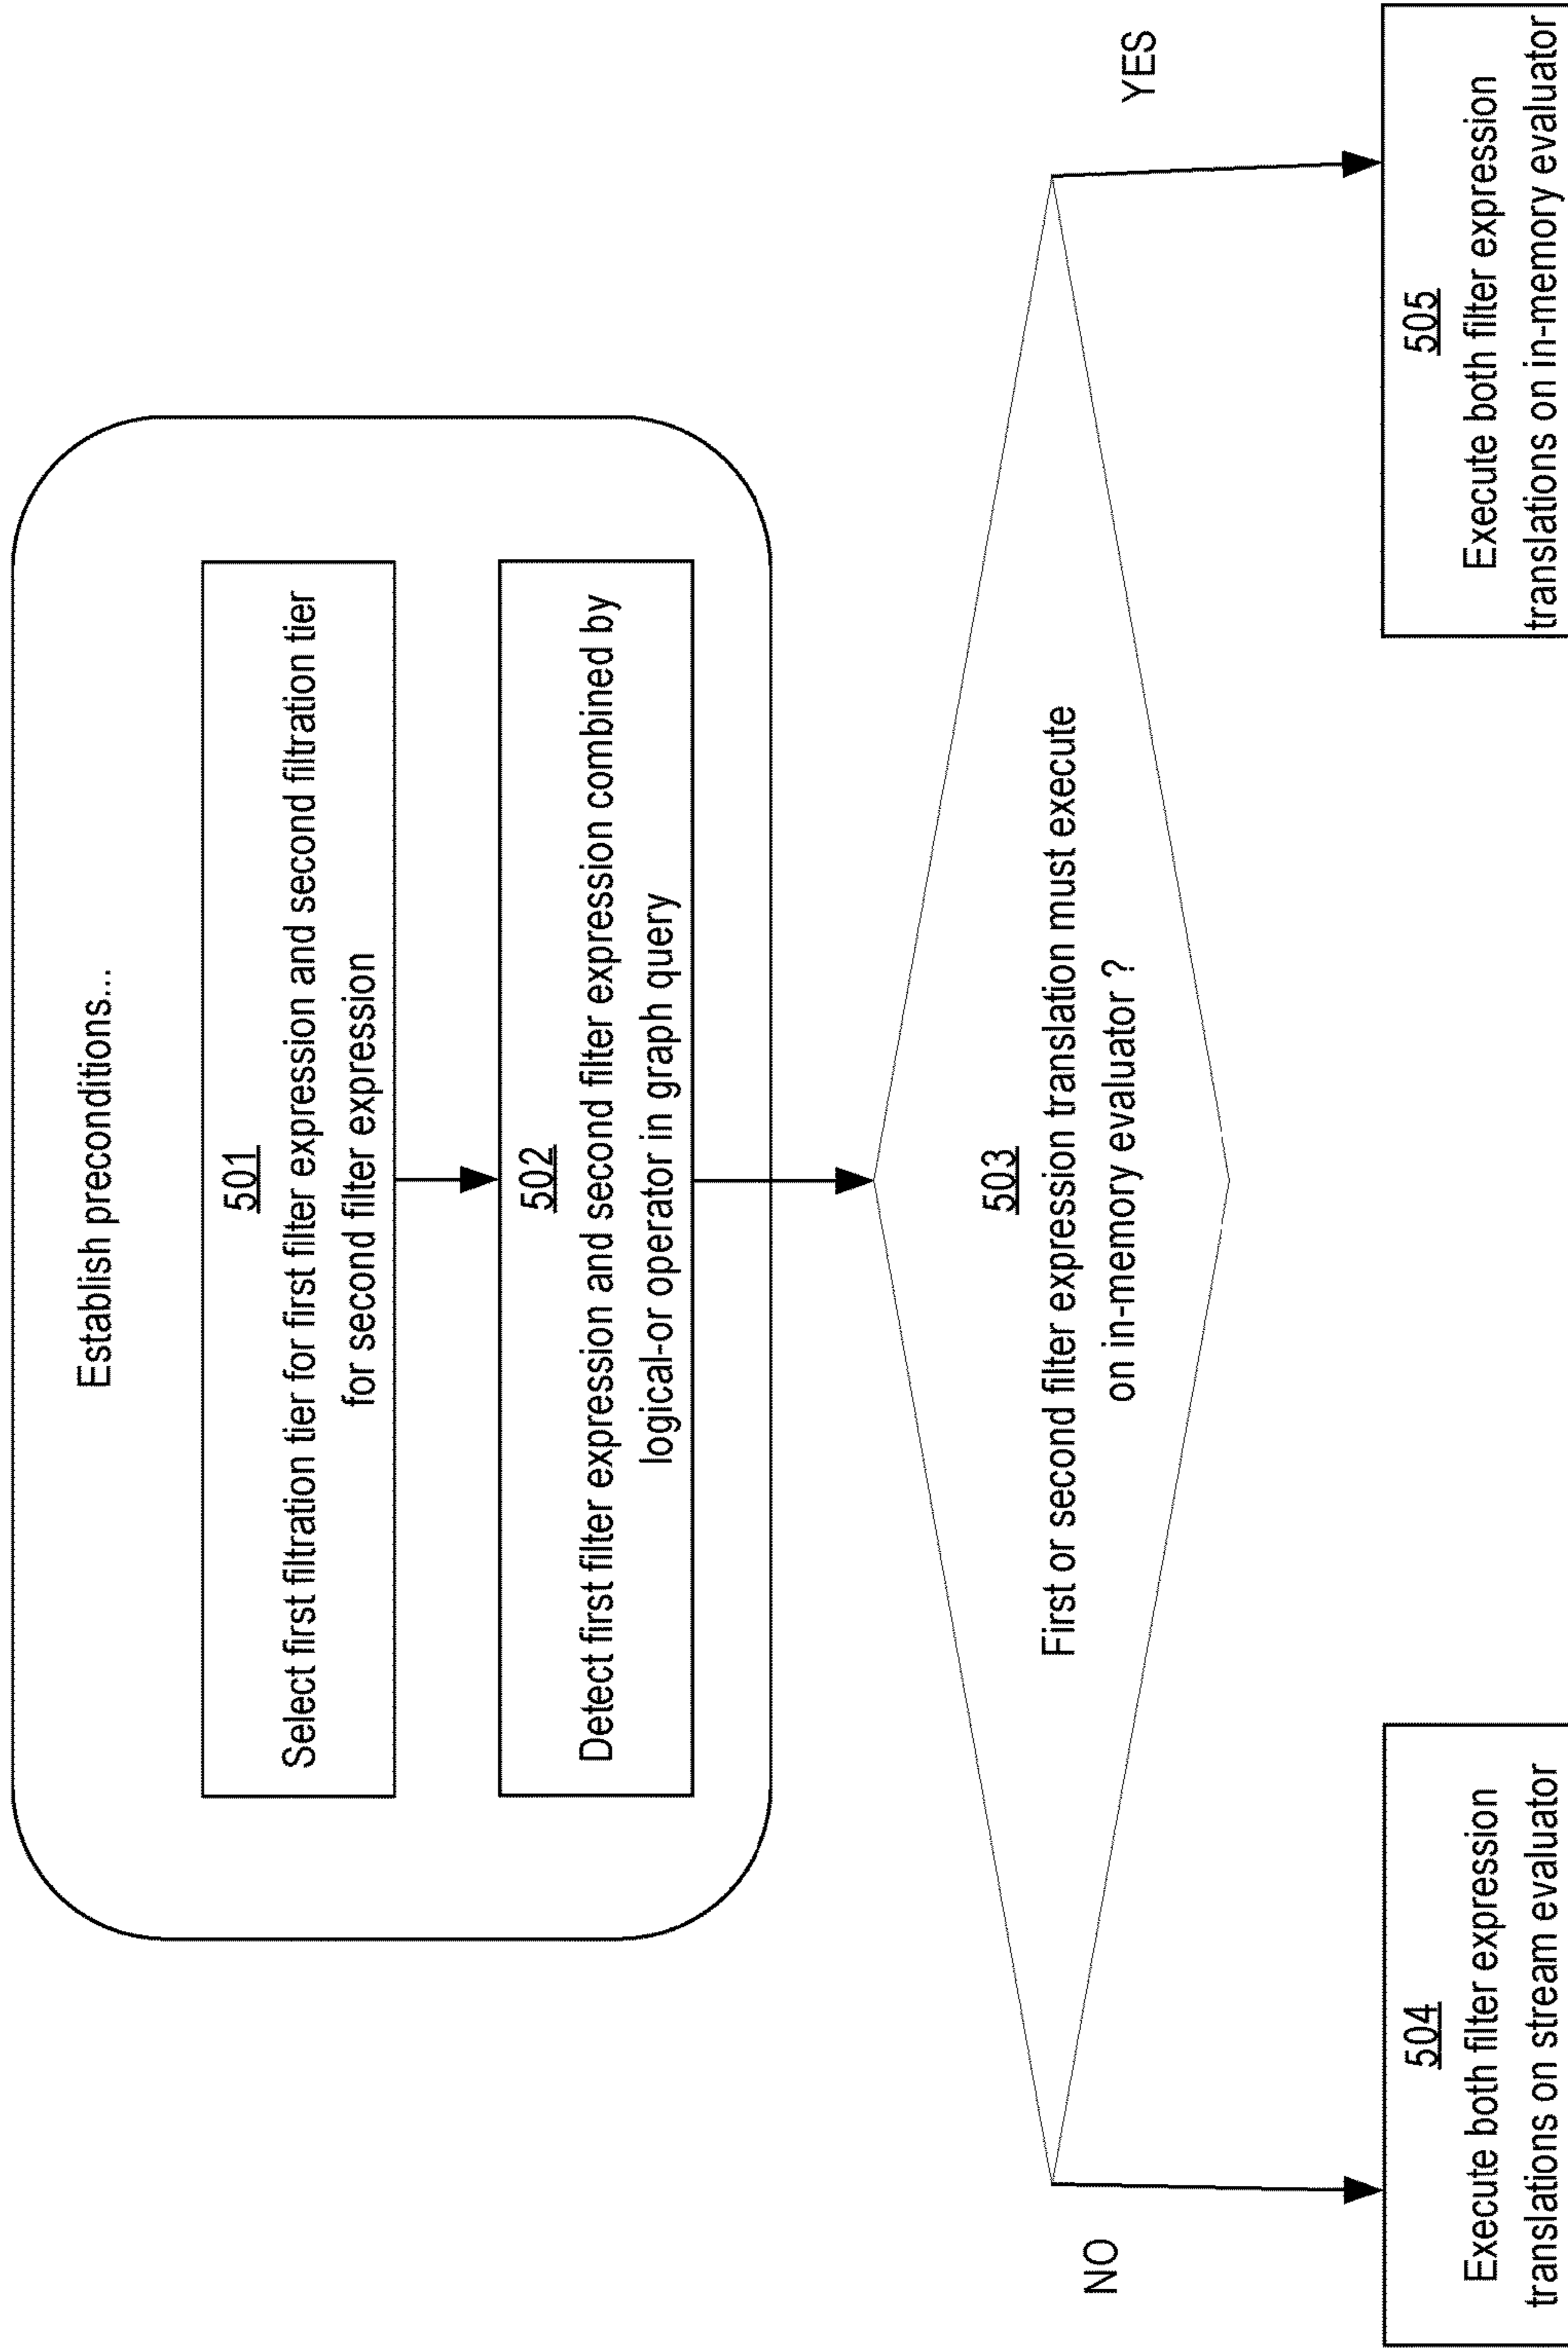 Establish preconditions...
501
Select first filtration tier for first filter expression and second filtration tier
for second filter expression
502
Detect first filter expression and second filter expression combined by
logical-or operator in graph query
503
First or second filter expression translation must execute
on in-memory evaluator ?
NO
YES
504
Execute both filter expression
translations on stream evaluator
505
Execute both filter expression
translations on in-memory evaluator